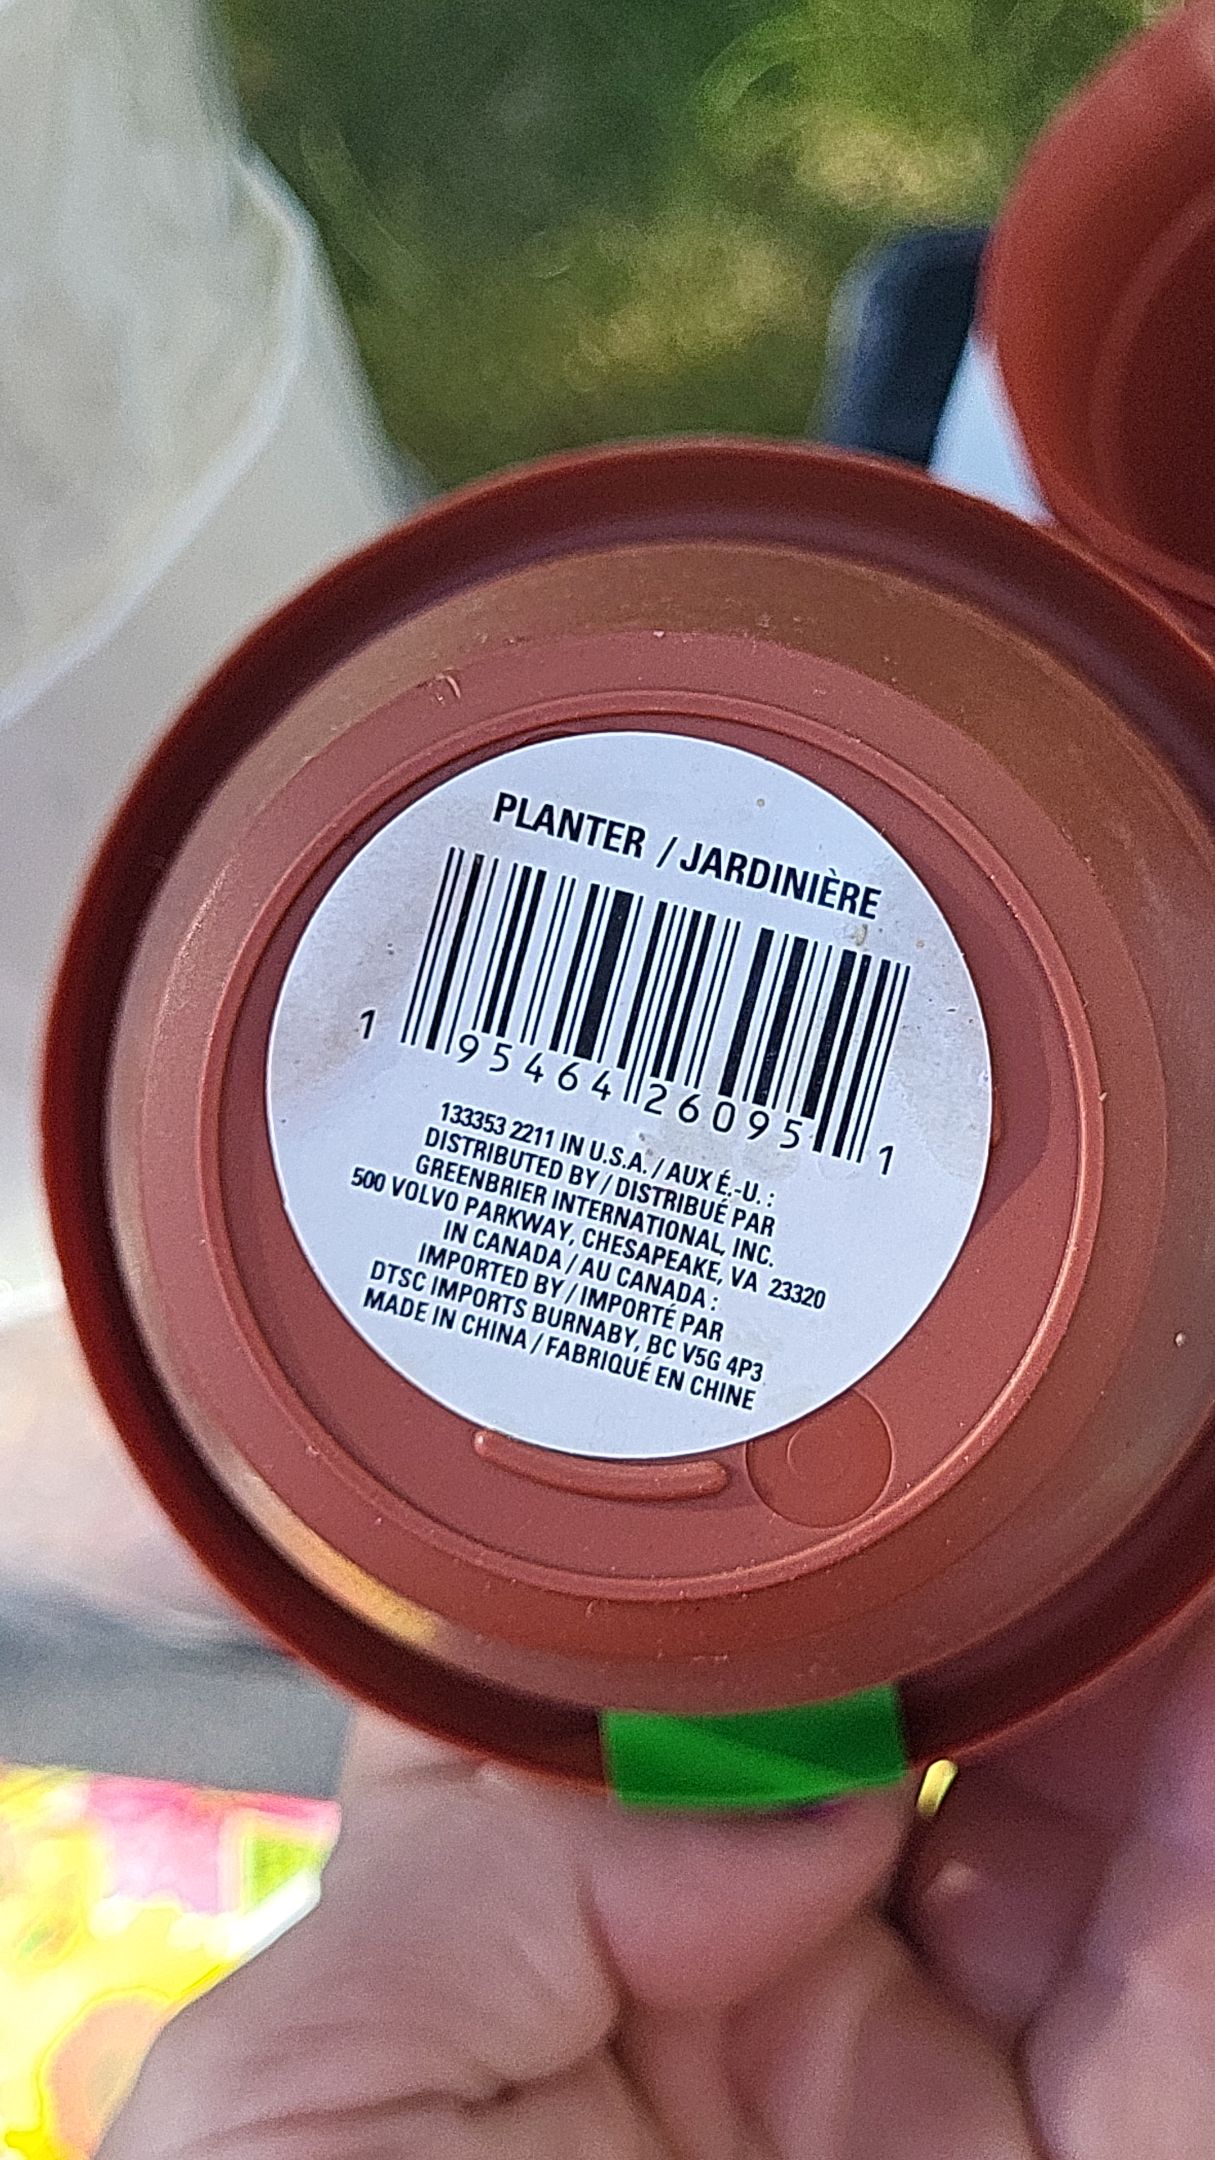 PLANTER / JARDINIÈRE
1 95464 26095 1
133353 2211 IN U.S.A. / AUX É.-U. :
DISTRIBUTED BY / DISTRIBUÉ PAR
GREENBRIER INTERNATIONAL, INC.
500 VOLVO PARKWAY, CHESAPEAKE, VA 23320
IN CANADA / AU CANADA :
IMPORTED BY / IMPORTÉ PAR
DTSC IMPORTS BURNABY, BC V5G 4P3
MADE IN CHINA / FABRIQUÉ EN CHINE